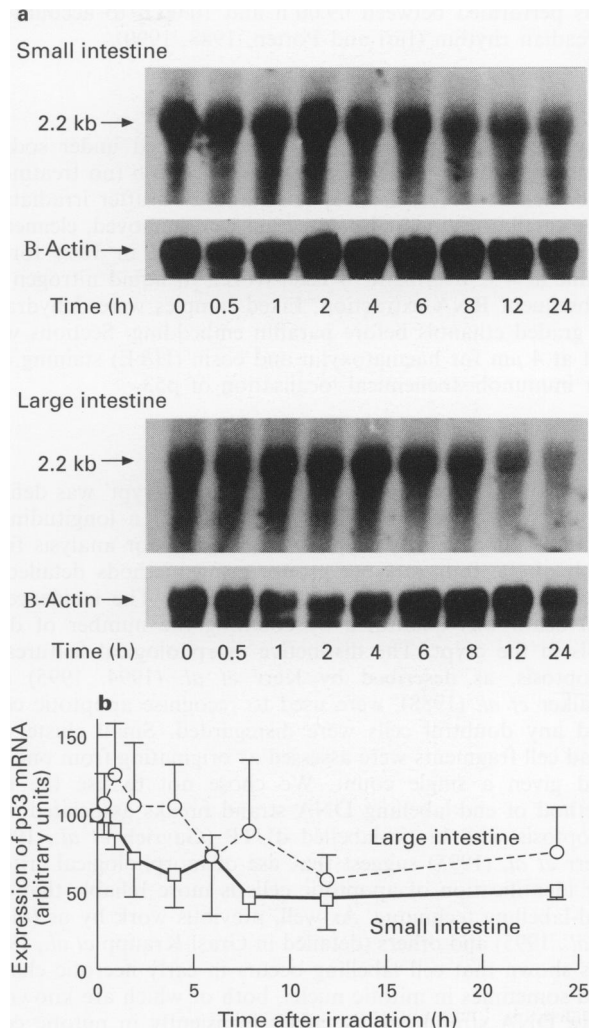 a
Small intestine
2.2 kb
B-Actin
Time (h) 0 0.5 1 2 4 6 8 12 24
Large intestine
2.2 kb
B-Actin
Time (h) 0 0.5 1 2 4 6 8 12 24
b
Expression of p53 mRNA
(arbitrary units)
150
100
50
0
Large intestine
Small intestine
0 5 10 15 20 25
Time after irradiation (h)